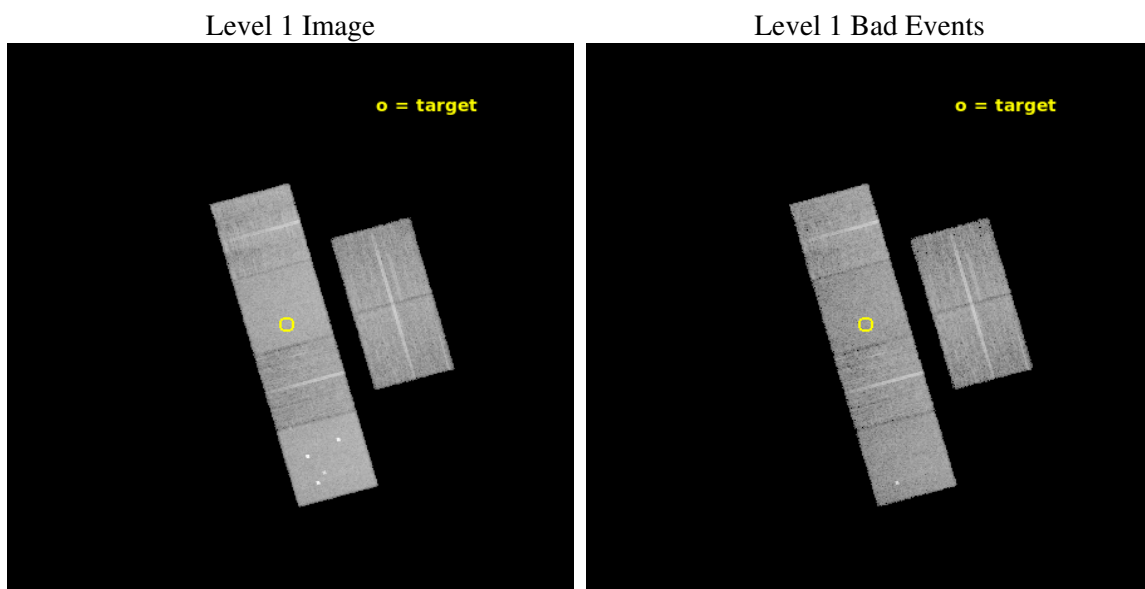 Level 1 Image
Level 1 Bad Events
o = target
o = target